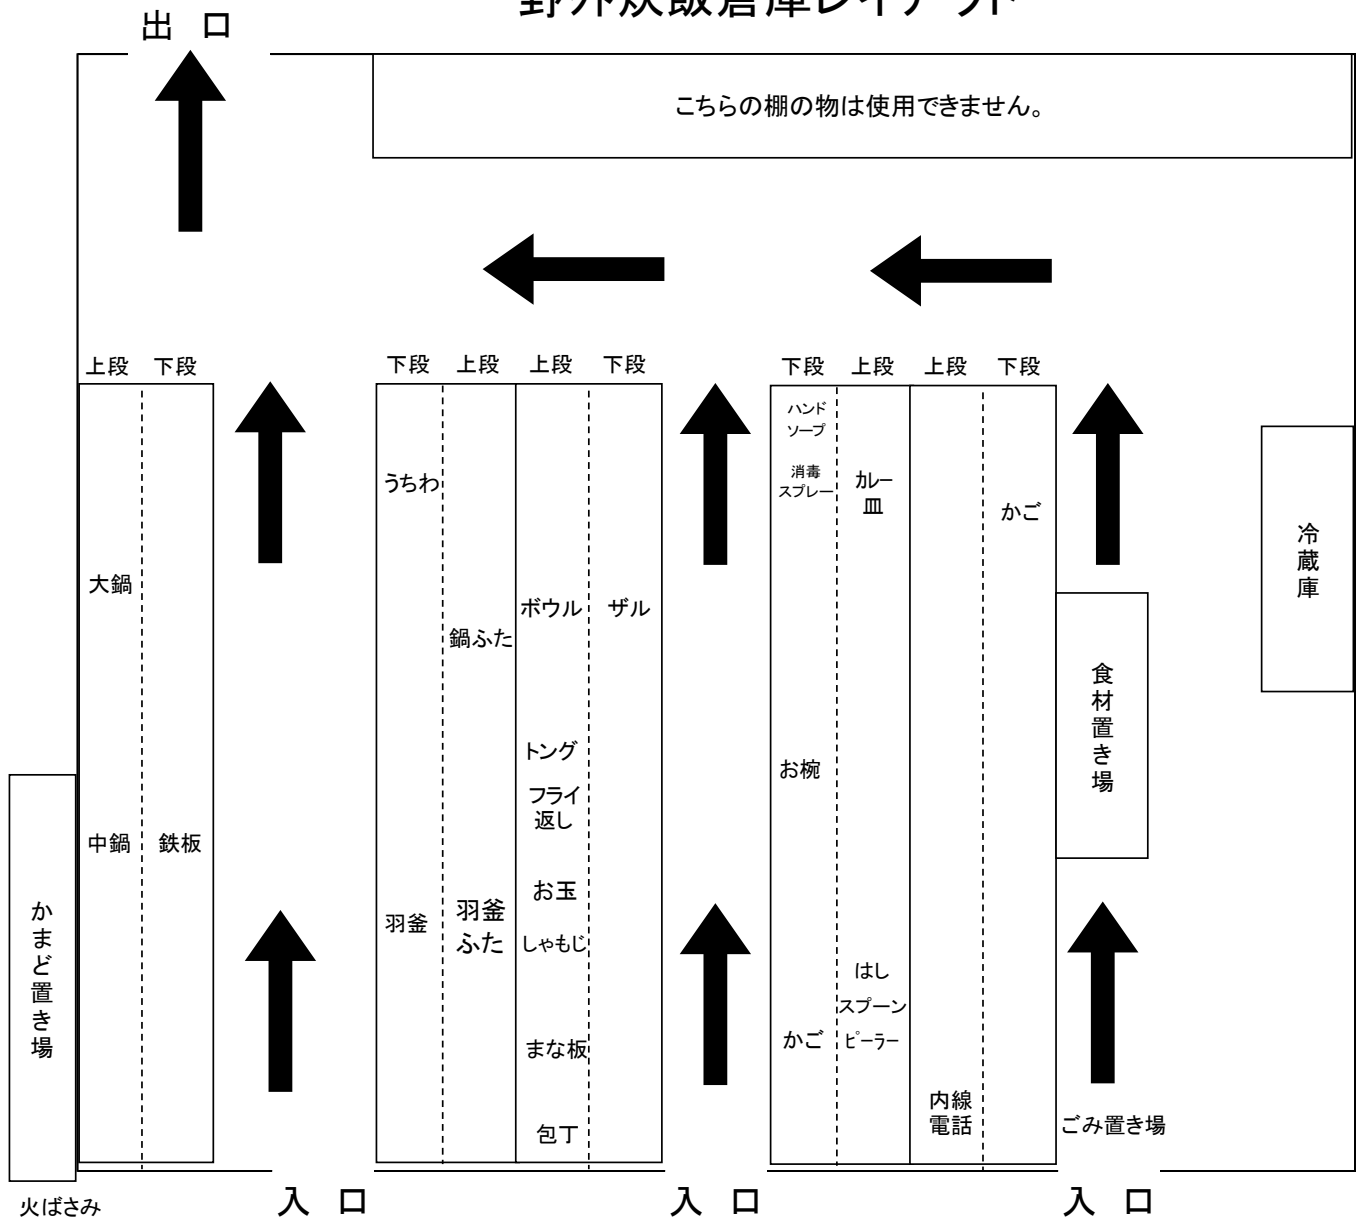 野外炊飯倉庫レイアウト
出 口
こちらの棚の物は使用できません。
上段 下段
下段 上段 上段 下段
下段 上段 上段 下段
大鍋
中鍋
鉄板
かまど置き場
火ばさみ
うちわ
羽釜
鍋ふた
羽釜
ふた
ボウル
トング
フライ
返し
お玉
しゃもじ
まな板
包丁
ザル
ハンド
ソープ
消毒
スプレー
お椀
かご
カレー
皿
はし
スプーン
ピーラー
内線
電話
かご
食材置き場
冷蔵庫
ごみ置き場
入 口
入 口
入 口